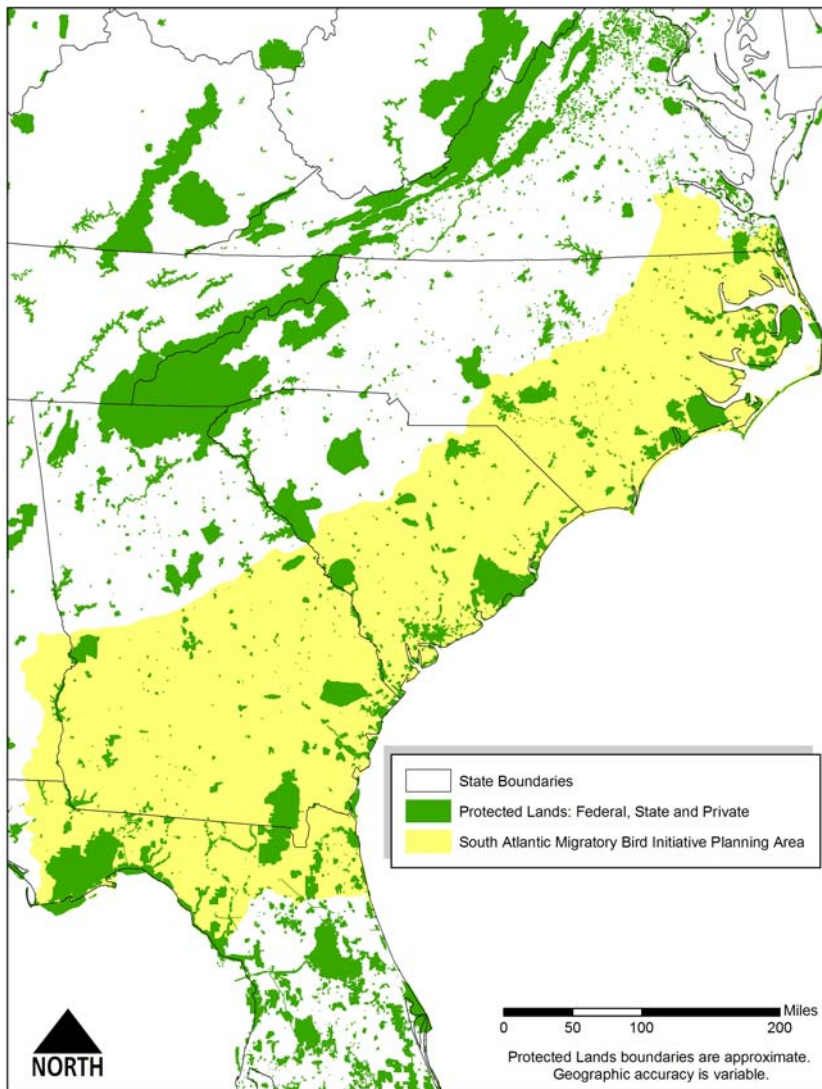 State Boundaries
Protected Lands: Federal, State and Private
South Atlantic Migratory Bird Initiative Planning Area
Miles
0 50 100 200
Protected Lands boundaries are approximate.
Geographic accuracy is variable.
NORTH